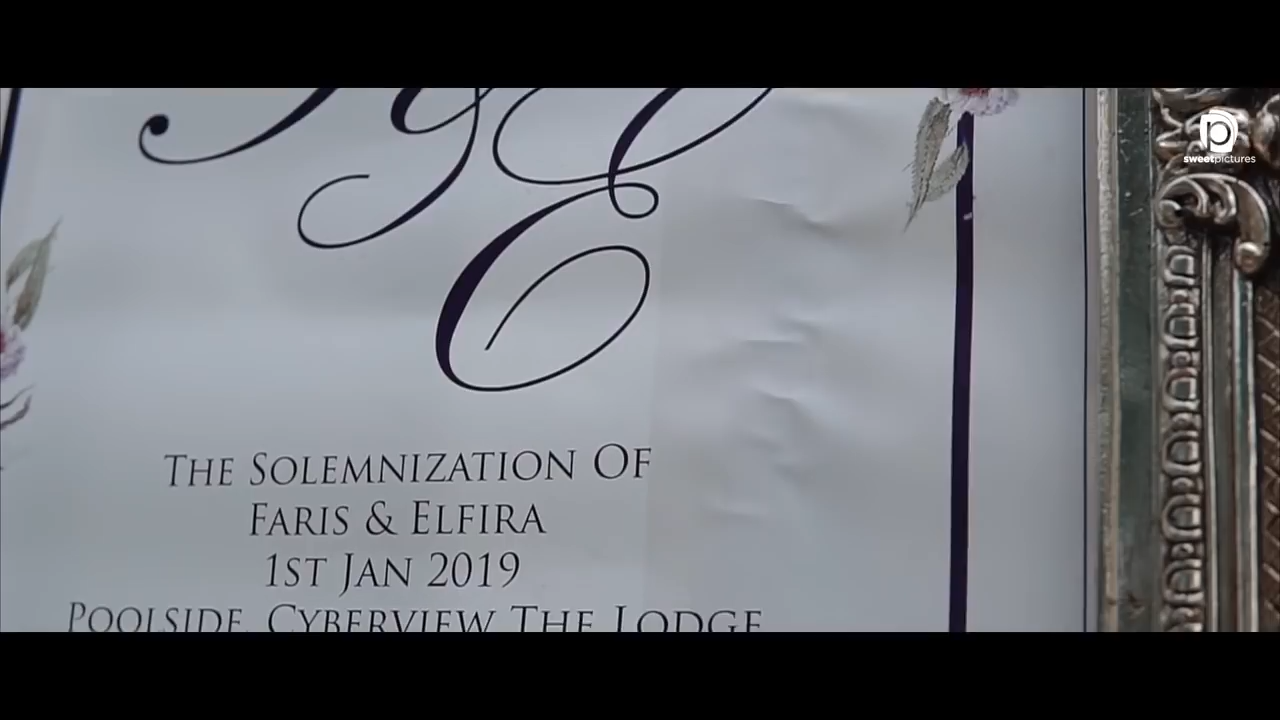 sweetpictures
E
THE SOLEMNIZATION OF
FARIS & ELFIRA
1ST JAN 2019
POOLSIDE, CYBERVIEW THE LODGE